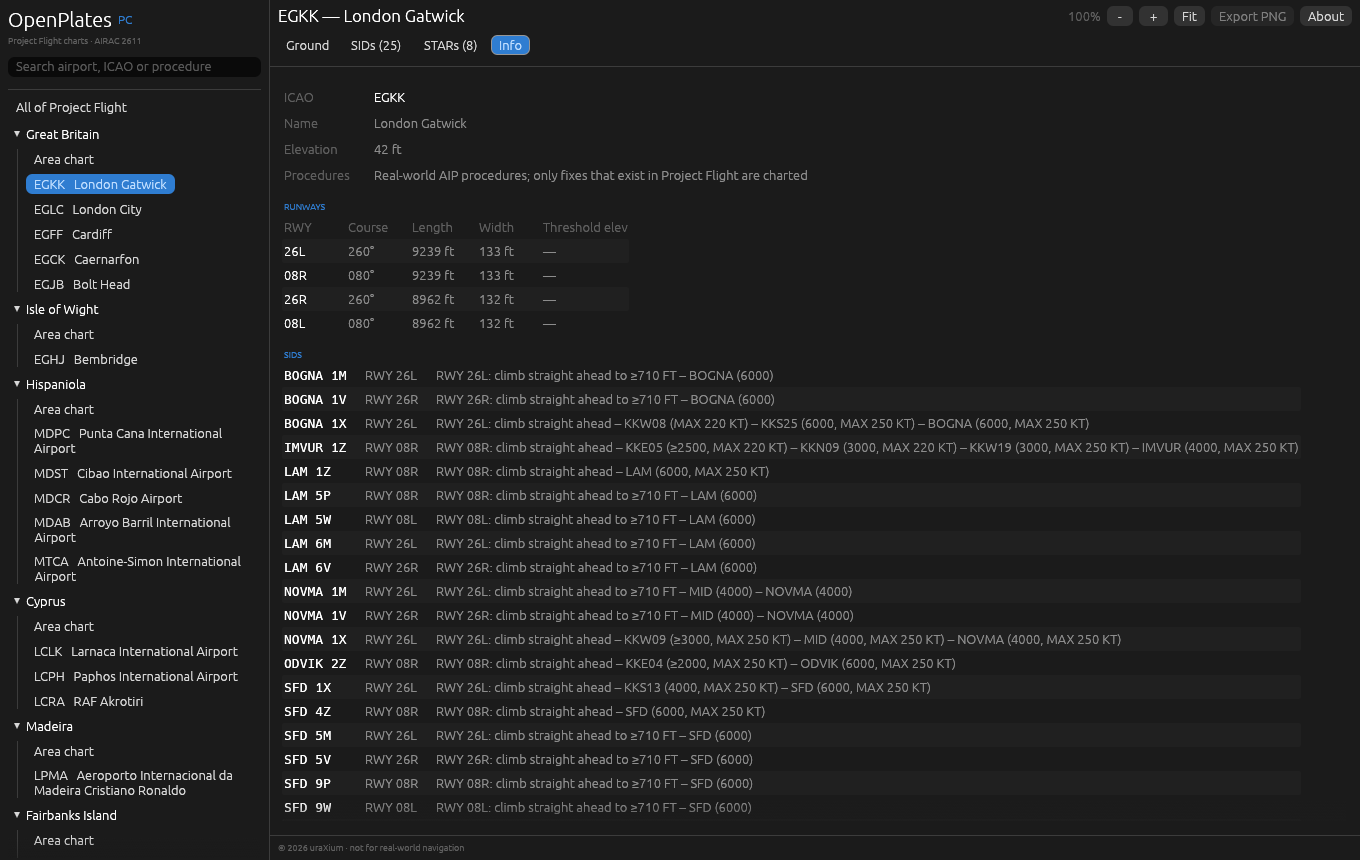 OpenPlates PC
Project Flight charts · AIRAC 2611
Search airport, ICAO or procedure
All of Project Flight
▾ Great Britain
Area chart
EGKK London Gatwick
EGLC London City
EGFF Cardiff
EGCK Caernarfon
EGJB Bolt Head
▾ Isle of Wight
Area chart
EGHJ Bembridge
▾ Hispaniola
Area chart
MDPC Punta Cana International
Airport
MDST Cibao International Airport
MDCR Cabo Rojo Airport
MDAB Arroyo Barril International
Airport
MTCA Antoine-Simon International
Airport
▾ Cyprus
Area chart
LCLK Larnaca International Airport
LCPH Paphos International Airport
LCRA RAF Akrotiri
▾ Madeira
Area chart
LPMA Aeroporto Internacional da
Madeira Cristiano Ronaldo
▾ Fairbanks Island
Area chart
EGKK — London Gatwick
100% - + Fit Export PNG About
Ground SIDs (25) STARs (8) Info
ICAO EGKK
Name London Gatwick
Elevation 42 ft
Procedures Real-world AIP procedures; only fixes that exist in Project Flight are charted
RUNWAYS
RWY Course Length Width Threshold elev
26L 260° 9239 ft 133 ft —
08R 080° 9239 ft 133 ft —
26R 260° 8962 ft 132 ft —
08L 080° 8962 ft 132 ft —
SIDS
BOGNA 1M RWY 26L RWY 26L: climb straight ahead to ≥710 FT – BOGNA (6000)
BOGNA 1V RWY 26R RWY 26R: climb straight ahead to ≥710 FT – BOGNA (6000)
BOGNA 1X RWY 26L RWY 26L: climb straight ahead – KKW08 (MAX 220 KT) – KKS25 (6000, MAX 250 KT) – BOGNA (6000, MAX 250 KT)
IMVUR 1Z RWY 08R RWY 08R: climb straight ahead – KKE05 (≥2500, MAX 220 KT) – KKN09 (3000, MAX 220 KT) – KKW19 (3000, MAX 250 KT) – IMVUR (4000, MAX 250 KT)
LAM 1Z RWY 08R RWY 08R: climb straight ahead – LAM (6000, MAX 250 KT)
LAM 5P RWY 08R RWY 08R: climb straight ahead to ≥710 FT – LAM (6000)
LAM 5W RWY 08L RWY 08L: climb straight ahead to ≥710 FT – LAM (6000)
LAM 6M RWY 26L RWY 26L: climb straight ahead to ≥710 FT – LAM (6000)
LAM 6V RWY 26R RWY 26R: climb straight ahead to ≥710 FT – LAM (6000)
NOVMA 1M RWY 26L RWY 26L: climb straight ahead to ≥710 FT – MID (4000) – NOVMA (4000)
NOVMA 1V RWY 26R RWY 26R: climb straight ahead to ≥710 FT – MID (4000) – NOVMA (4000)
NOVMA 1X RWY 26L RWY 26L: climb straight ahead – KKW09 (≥3000, MAX 250 KT) – MID (4000, MAX 250 KT) – NOVMA (4000, MAX 250 KT)
ODVIK 2Z RWY 08R RWY 08R: climb straight ahead – KKE04 (≥2000, MAX 250 KT) – ODVIK (6000, MAX 250 KT)
SFD 1X RWY 26L RWY 26L: climb straight ahead – KKS13 (4000, MAX 250 KT) – SFD (6000, MAX 250 KT)
SFD 4Z RWY 08R RWY 08R: climb straight ahead – SFD (6000, MAX 250 KT)
SFD 5M RWY 26L RWY 26L: climb straight ahead to ≥710 FT – SFD (6000)
SFD 5V RWY 26R RWY 26R: climb straight ahead to ≥710 FT – SFD (6000)
SFD 9P RWY 08R RWY 08R: climb straight ahead to ≥710 FT – SFD (6000)
SFD 9W RWY 08L RWY 08L: climb straight ahead to ≥710 FT – SFD (6000)
© 2026 uraXium · not for real-world navigation